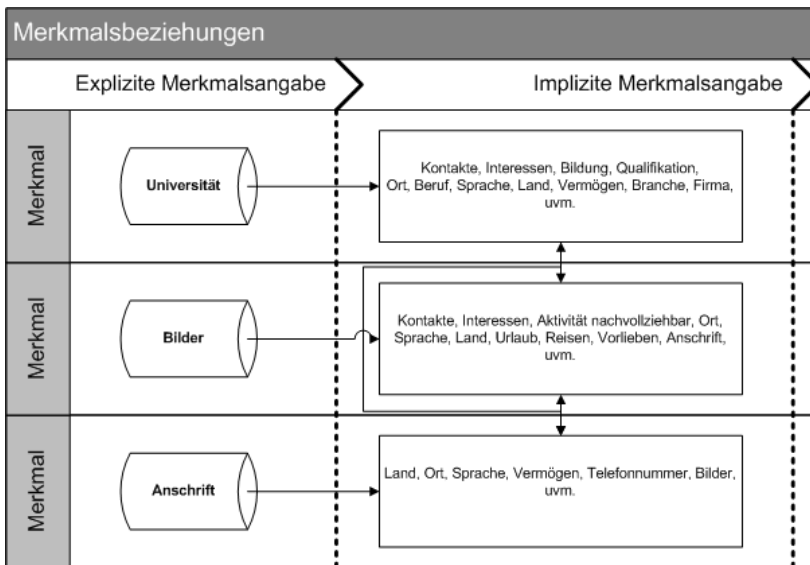 Merkmalsbeziehungen
Explizite Merkmalsangabe
Implizite Merkmalsangabe
Merkmal
Universität
Kontakte, Interessen, Bildung, Qualifikation,
Ort, Beruf, Sprache, Land, Vermögen, Branche, Firma,
uvm.
Merkmal
Bilder
Kontakte, Interessen, Aktivität nachvollziehbar, Ort,
Sprache, Land, Urlaub, Reisen, Vorlieben, Anschrift,
uvm.
Merkmal
Anschrift
Land, Ort, Sprache, Vermögen, Telefonnummer, Bilder,
uvm.